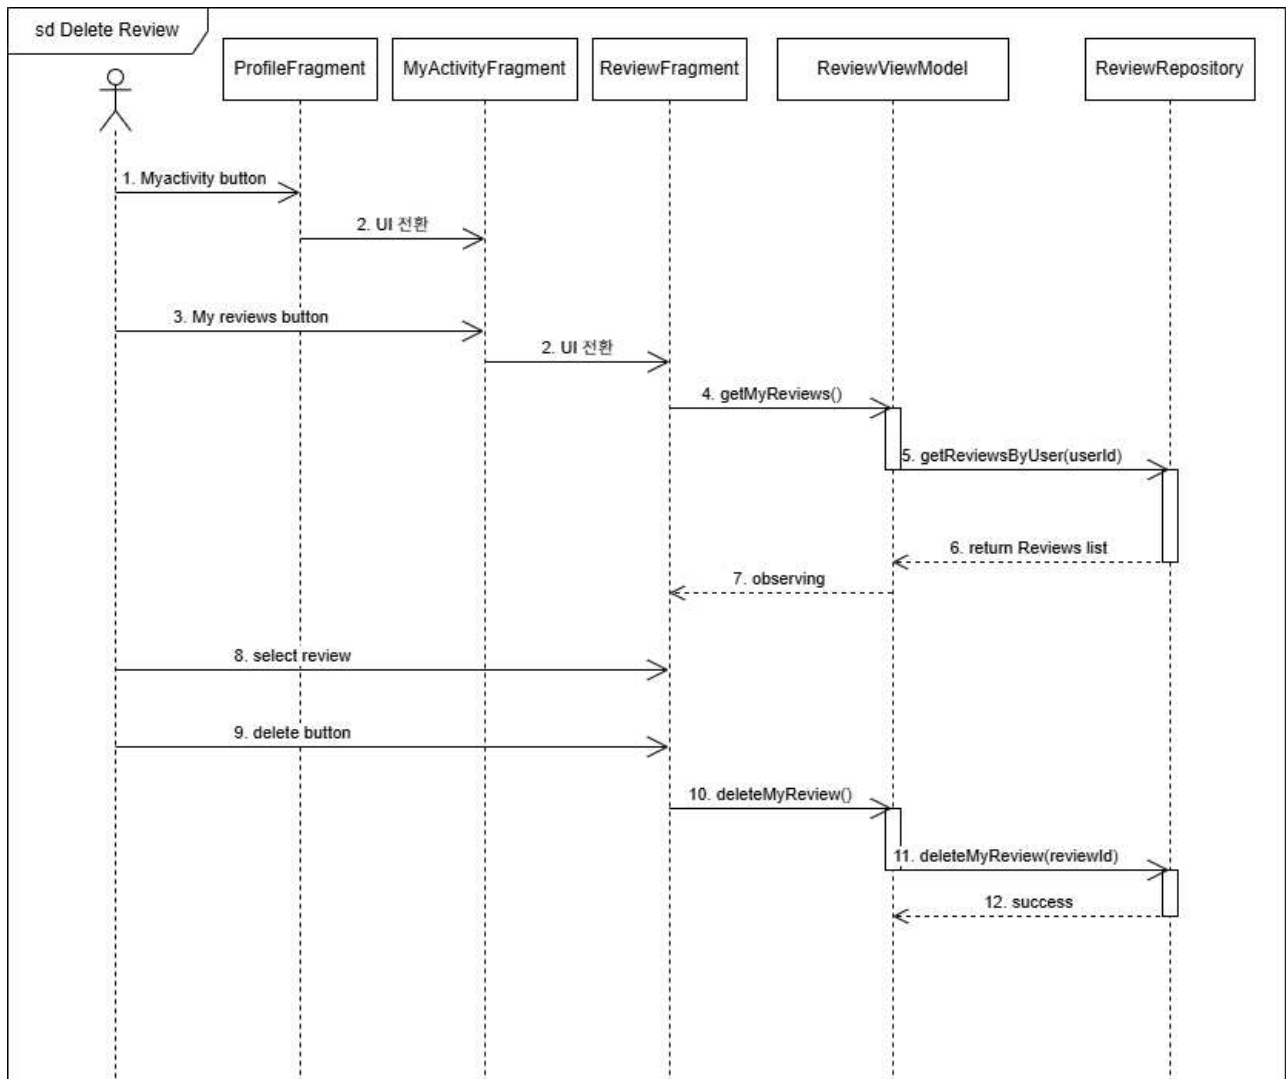 sd Delete Review
ProfileFragment
MyActivityFragment
ReviewFragment
ReviewViewModel
ReviewRepository
1. Myactivity button
2. UI 전환
3. My reviews button
2. UI 전환
4. getMyReviews()
5. getReviewsByUser(userId)
6. return Reviews list
7. observing
8. select review
9. delete button
10. deleteMyReview()
11. deleteMyReview(reviewId)
12. success